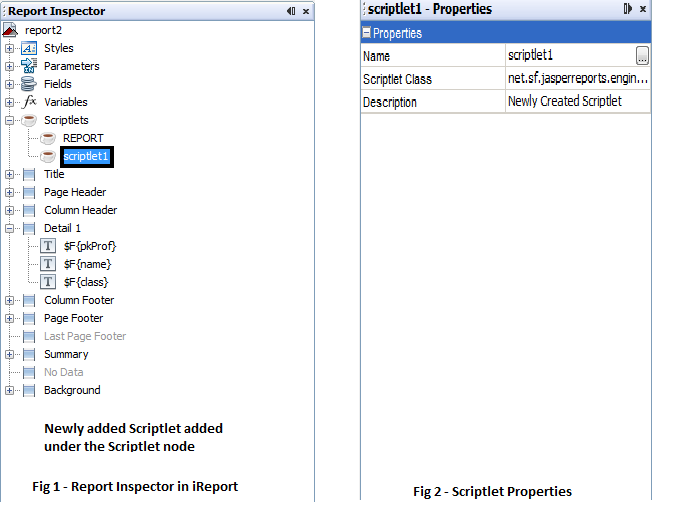 Report Inspector
report2
Styles
Parameters
Fields
fx Variables
Scriptlets
REPORT
scriptlet1
Title
Page Header
Column Header
Detail 1
T $F{pkProf}
T $F{name}
T $F{class}
Column Footer
Page Footer
Last Page Footer
Summary
No Data
Background
Newly added Scriptlet added
under the Scriptlet node
Fig 1 - Report Inspector in iReport
scriptlet1 - Properties
Properties
Name scriptlet1 ...
Scriptlet Class net.sf.jasperreports.engin...
Description Newly Created Scriptlet
Fig 2 - Scriptlet Properties